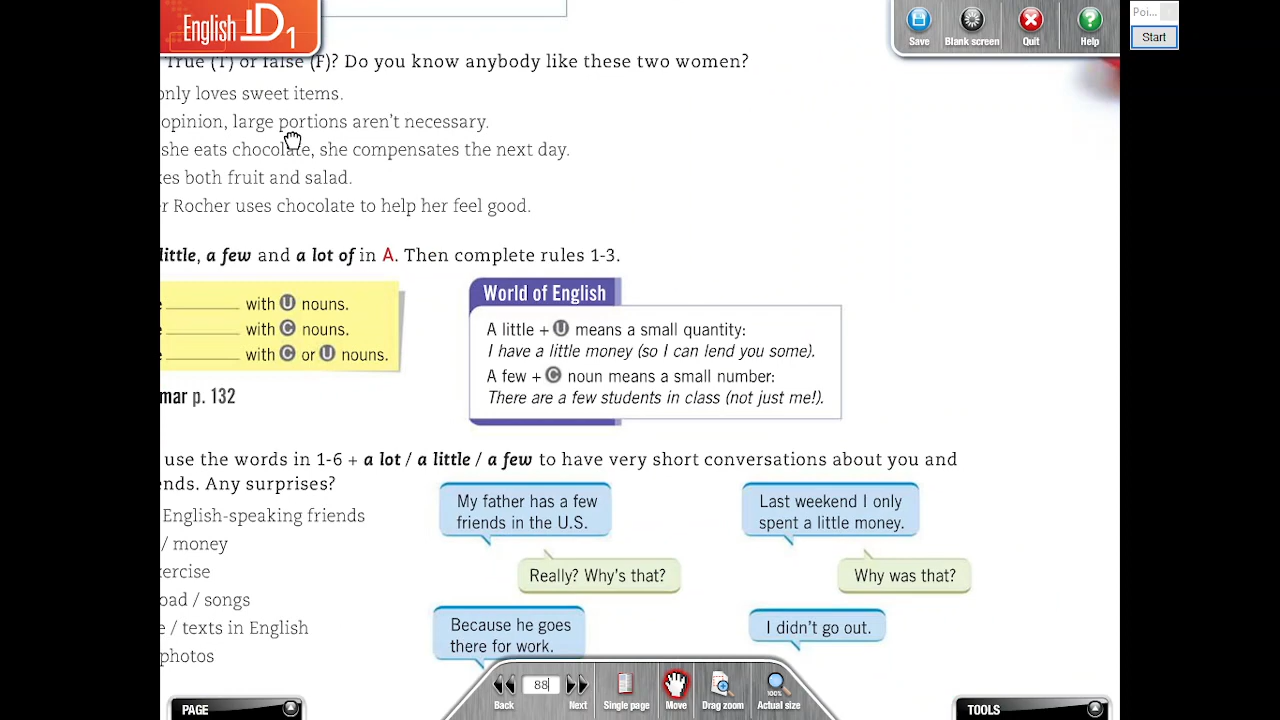 English iD 1
Save
Blank screen
Quit
Help
Poi...
x
Start
True (T) or false (F)? Do you know anybody like these two women?
only loves sweet items.
opinion, large portions aren't necessary.
she eats chocolate, she compensates the next day.
es both fruit and salad.
r Rocher uses chocolate to help her feel good.
little, a few and a lot of in A. Then complete rules 1-3.
e ________ with U nouns.
________ with C nouns.
e ________ with C or U nouns.
mar p. 132
World of English
A little + U means a small quantity:
I have a little money (so I can lend you some).
A few + C noun means a small number:
There are a few students in class (not just me!).
use the words in 1-6 + a lot / a little / a few to have very short conversations about you and
nds. Any surprises?
English-speaking friends
/ money
ercise
oad / songs
e / texts in English
photos
My father has a few
friends in the U.S.
Really? Why's that?
Because he goes
there for work.
Last weekend I only
spent a little money.
Why was that?
I didn't go out.
88
Back
Next
Single page
Move
Drag zoom
100%
Actual size
PAGE
TOOLS